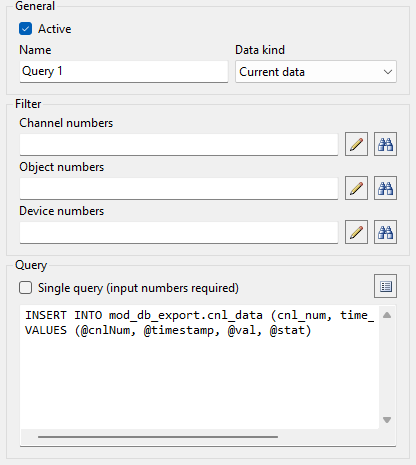 General
Active
Name Data kind
Query 1 Current data
Filter
Channel numbers
Object numbers
Device numbers
Query
Single query (input numbers required)
INSERT INTO mod_db_export.cnl_data (cnl_num, time_
VALUES (@cnlNum, @timestamp, @val, @stat)